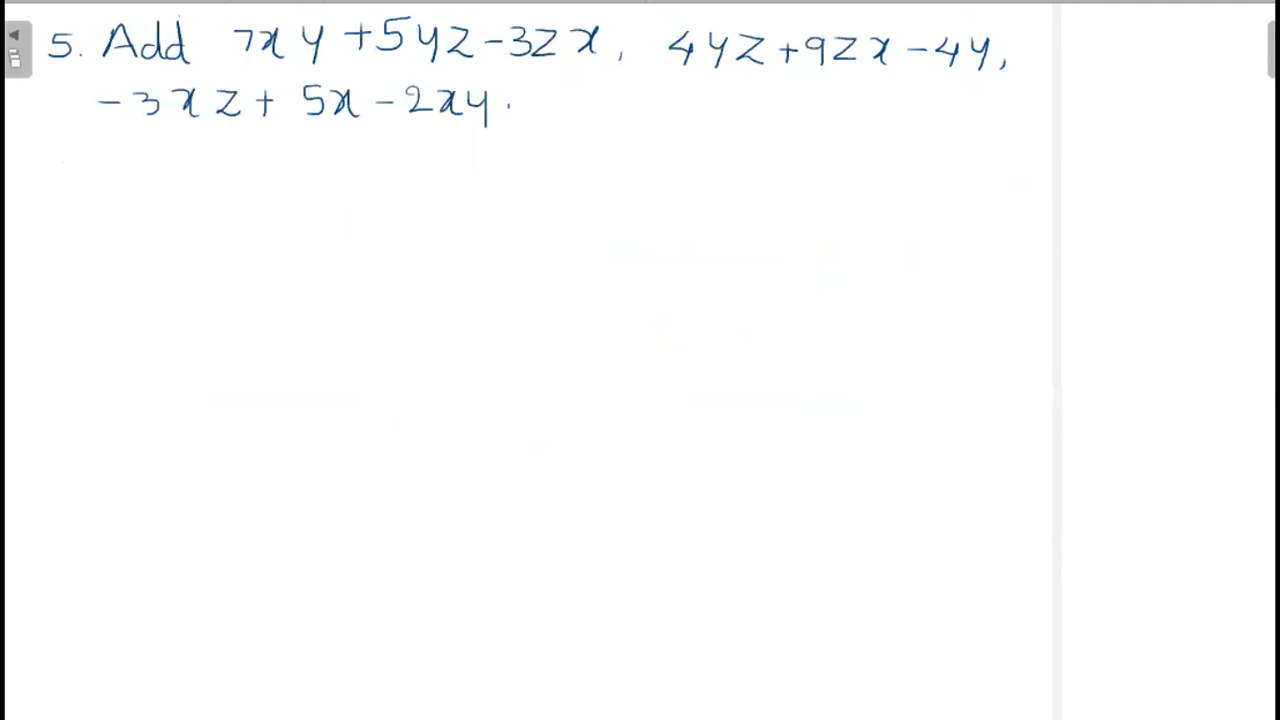 5. Add 7xy + 5yz - 3zx, 4yz + 9zx - 4y,
- 3xz + 5x - 2xy.